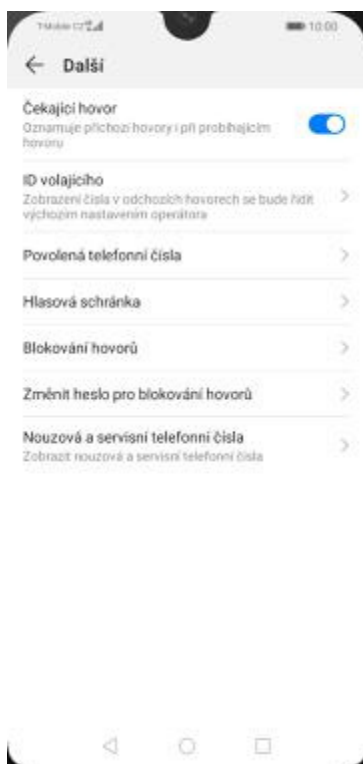 T-Mobile CZ
10:00
Další
Čekající hovor
Oznamuje příchozí hovory i při probíhajícím
hovoru
ID volajícího
Zobrazení čísla v odchozích hovorech se bude řídit
výchozím nastavením operátora
Povolená telefonní čísla
Hlasová schránka
Blokování hovorů
Změnit heslo pro blokování hovorů
Nouzová a servisní telefonní čísla
Zobrazit nouzová a servisní telefonní čísla